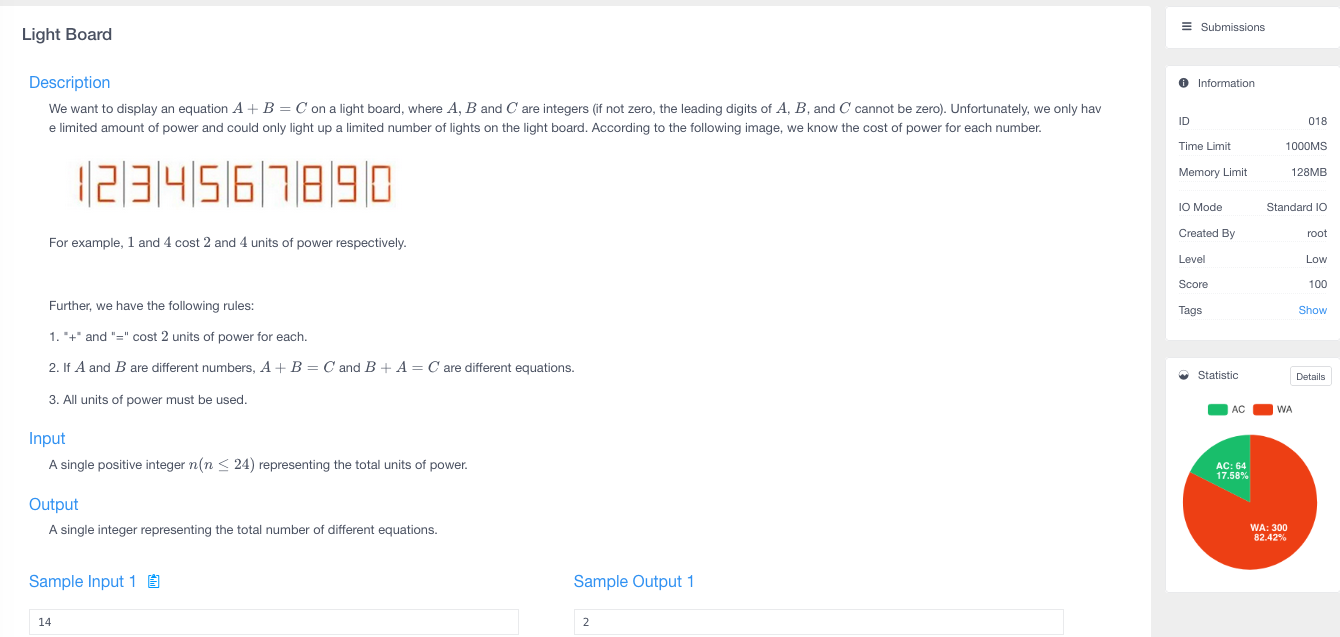 Light Board
Description
We want to display an equation A + B = C on a light board, where A, B and C are integers (if not zero, the leading digits of A, B, and C cannot be zero). Unfortunately, we only hav
e limited amount of power and could only light up a limited number of lights on the light board. According to the following image, we know the cost of power for each number.
1 2 3 4 5 6 7 8 9 0
For example, 1 and 4 cost 2 and 4 units of power respectively.
Further, we have the following rules:
1. "+" and "=" cost 2 units of power for each.
2. If A and B are different numbers, A + B = C and B + A = C are different equations.
3. All units of power must be used.
Input
A single positive integer n(n ≤ 24) representing the total units of power.
Output
A single integer representing the total number of different equations.
Sample Input 1
Sample Output 1
14
2
Submissions
Information
ID 018
Time Limit 1000MS
Memory Limit 128MB
IO Mode Standard IO
Created By root
Level Low
Score 100
Tags Show
Statistic Details
AC WA
AC: 64
17.58%
WA: 300
82.42%